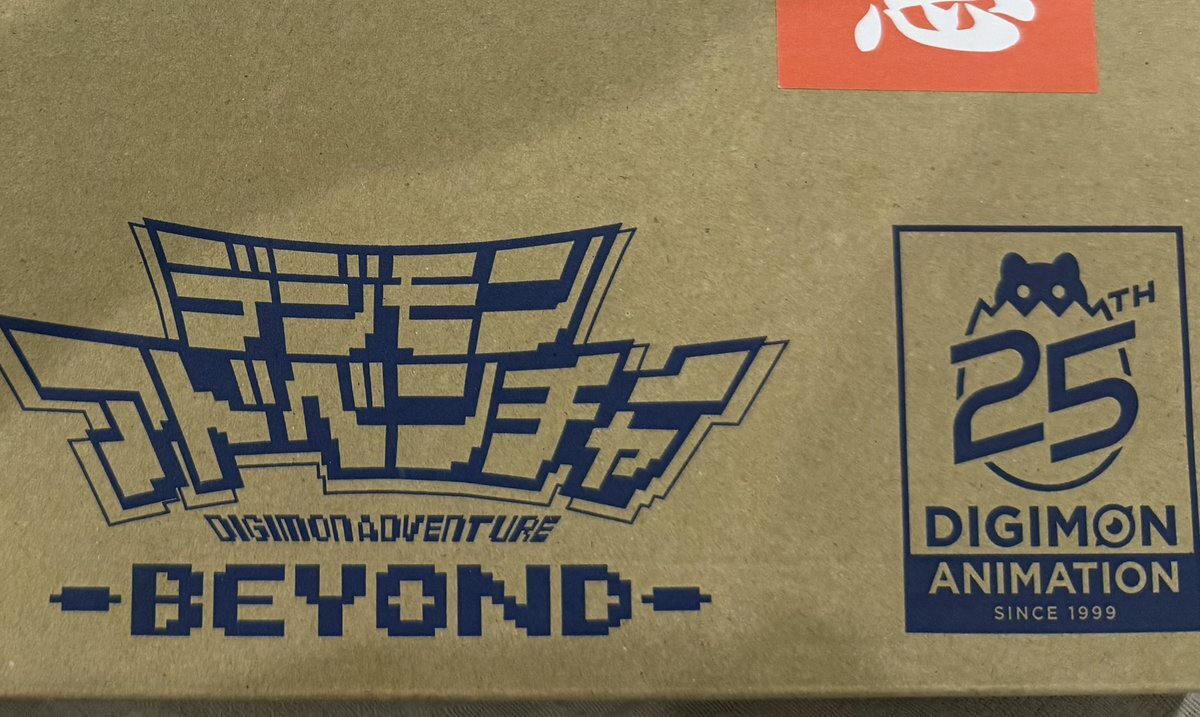 デジモン
アドベンチャー
DIGIMON ADVENTURE
-BEYOND-
25TH
DIGIMON
ANIMATION
SINCE 1999